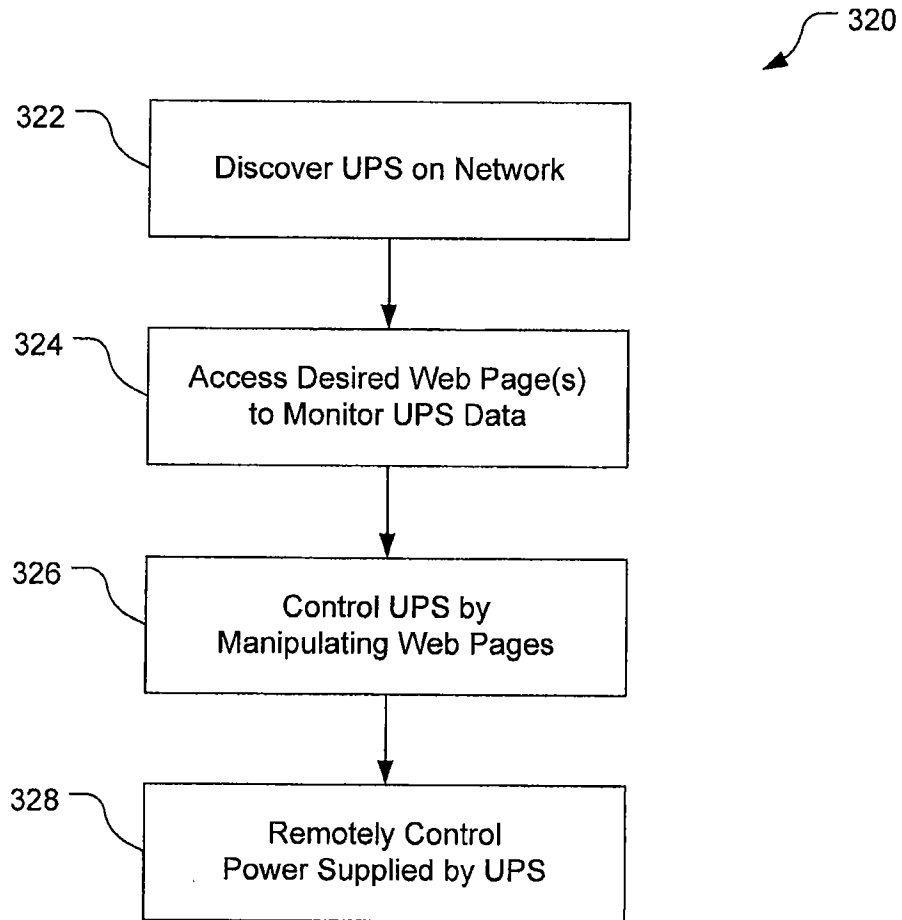 320
322
Discover UPS on Network
324
Access Desired Web Page(s)
to Monitor UPS Data
326
Control UPS by
Manipulating Web Pages
328
Remotely Control
Power Supplied by UPS